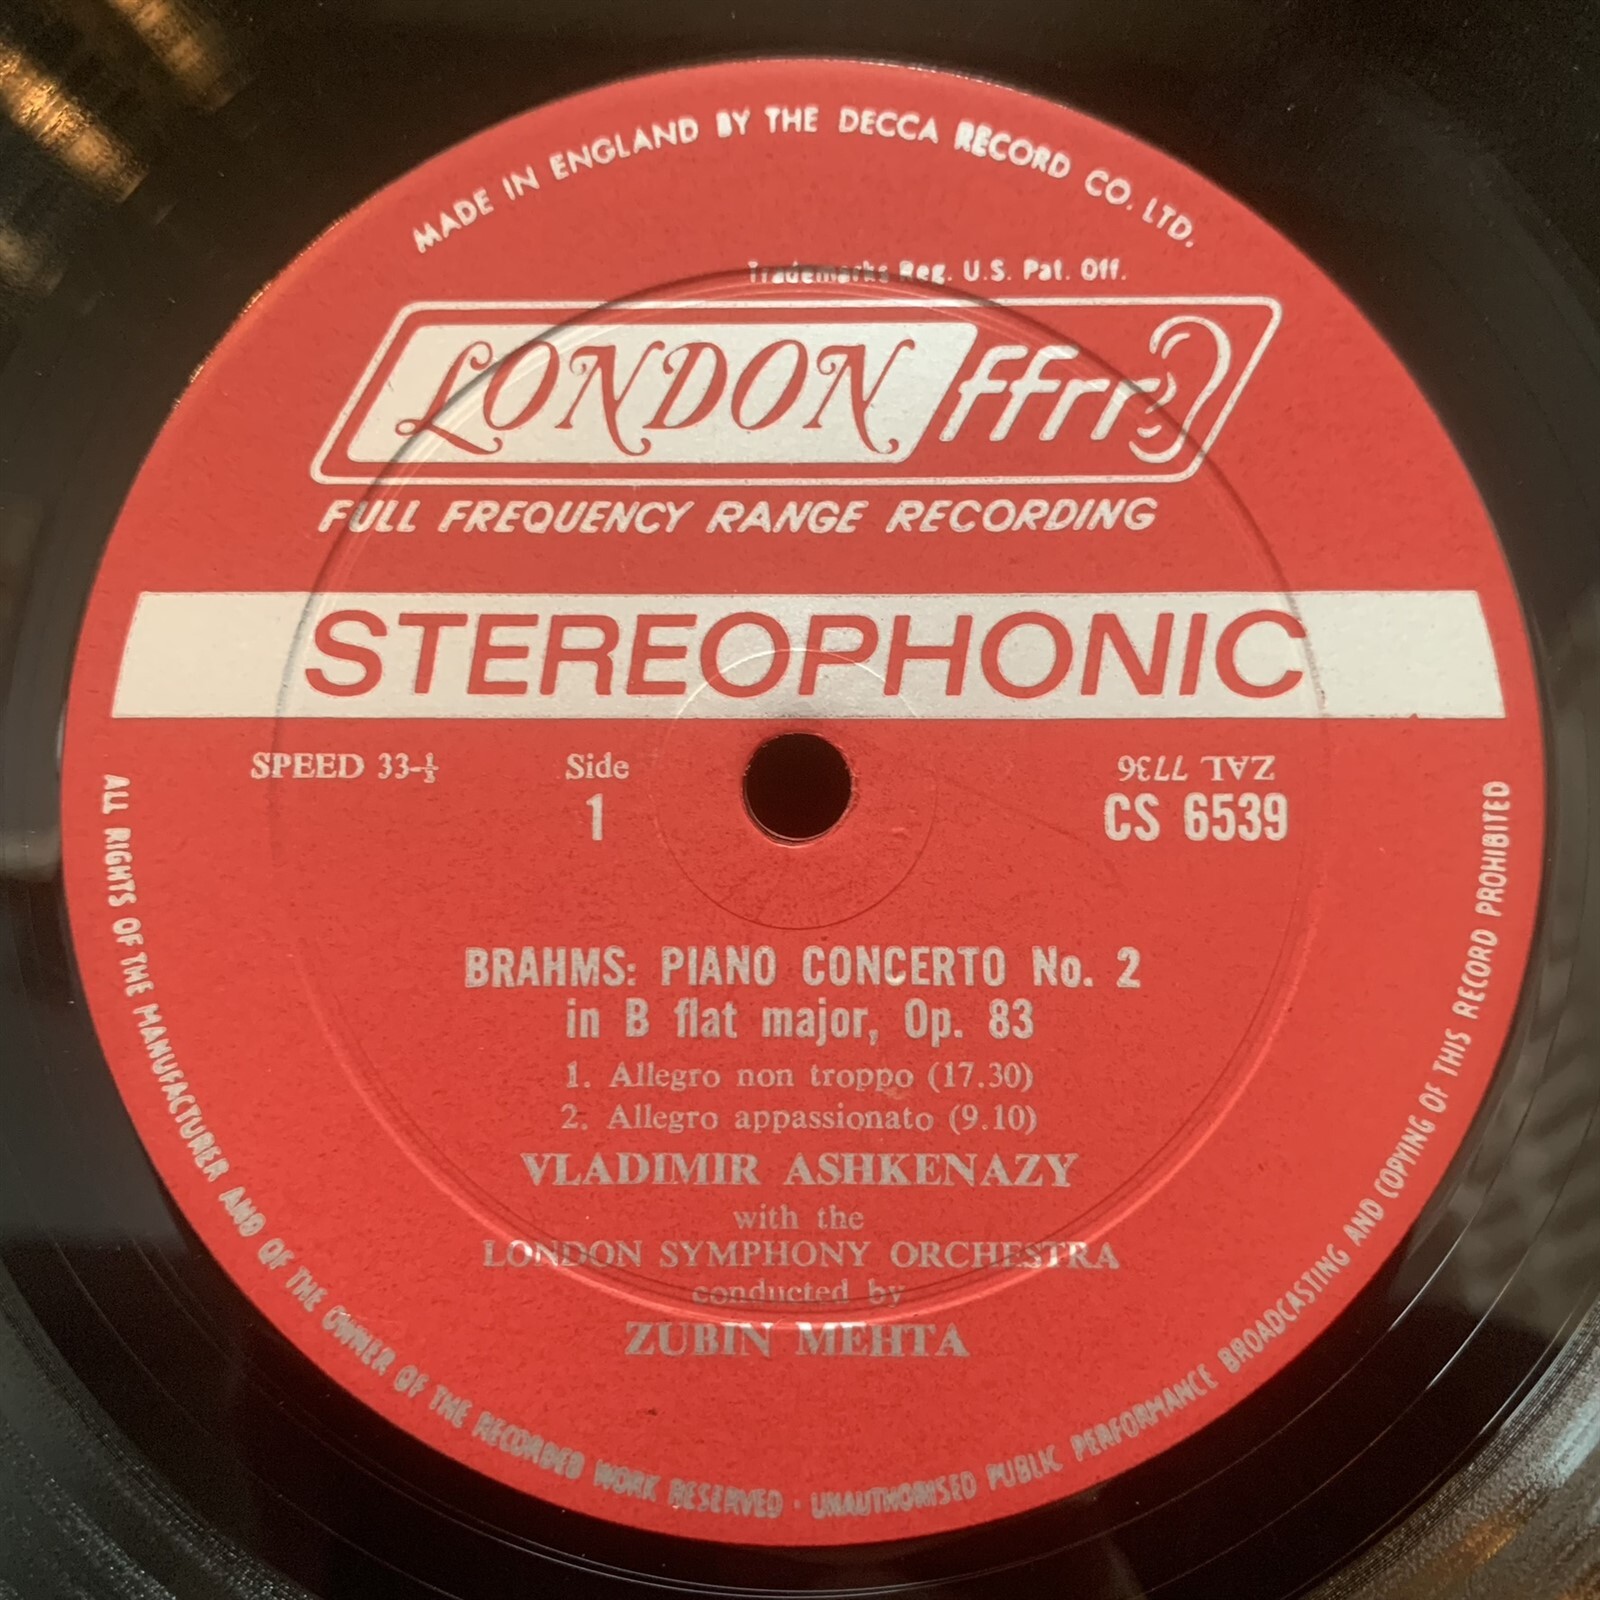 MADE IN ENGLAND BY THE DECCA RECORD CO. LTD.
Trademarks Reg. U.S. Pat. Off.
LONDON ffrr
FULL FREQUENCY RANGE RECORDING
STEREOPHONIC
SPEED 33-⅓
Side
1
ZAL 7736
CS 6539
BRAHMS: PIANO CONCERTO No. 2
in B flat major, Op. 83
1. Allegro non troppo (17.30)
2. Allegro appassionato (9.10)
VLADIMIR ASHKENAZY
with the
LONDON SYMPHONY ORCHESTRA
conducted by
ZUBIN MEHTA
ALL RIGHTS OF THE MANUFACTURER AND OF THE OWNER OF THE RECORDED WORK RESERVED · UNAUTHORISED PUBLIC PERFORMANCE BROADCASTING AND COPYING OF THIS RECORD PROHIBITED